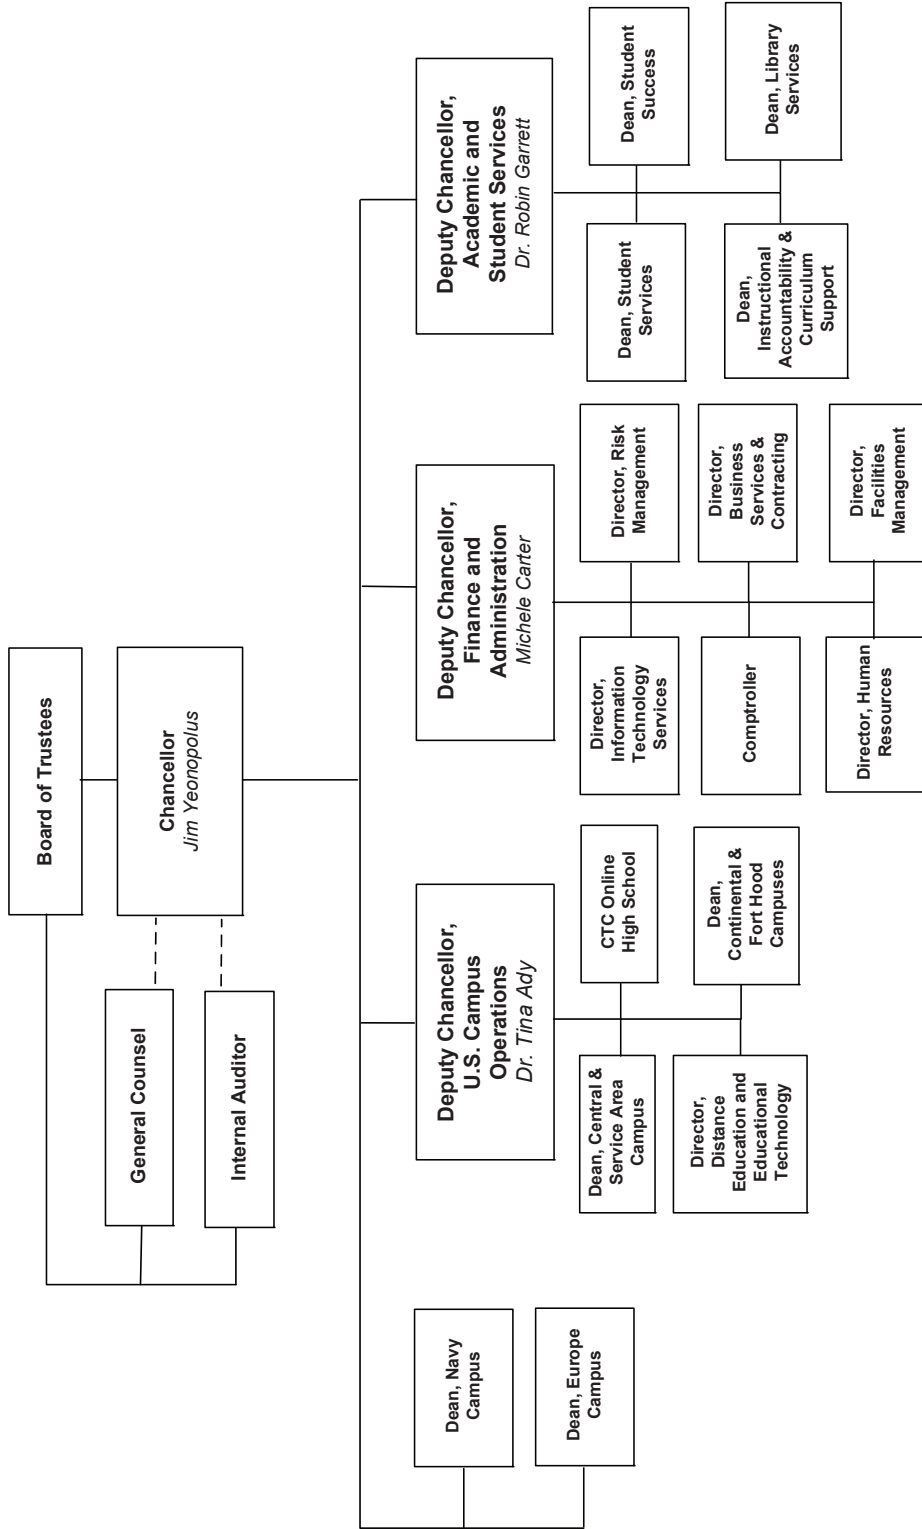 Board of Trustees
Chancellor
Jim Yeonopolus
General Counsel
Internal Auditor
Dean, Navy
Campus
Dean, Europe
Campus
Deputy Chancellor,
U.S. Campus
Operations
Dr. Tina Ady
Dean, Central &
Service Area
Campus
CTC Online
High School
Director,
Distance
Education and
Educational
Technology
Dean,
Continental &
Fort Hood
Campuses
Deputy Chancellor,
Finance and
Administration
Michele Carter
Director,
Information
Technology
Services
Director, Risk
Management
Comptroller
Director,
Business
Services &
Contracting
Director, Human
Resources
Director,
Facilities
Management
Deputy Chancellor,
Academic and
Student Services
Dr. Robin Garrett
Dean, Student
Services
Dean, Student
Success
Dean,
Instructional
Accountability &
Curriculum
Support
Dean, Library
Services